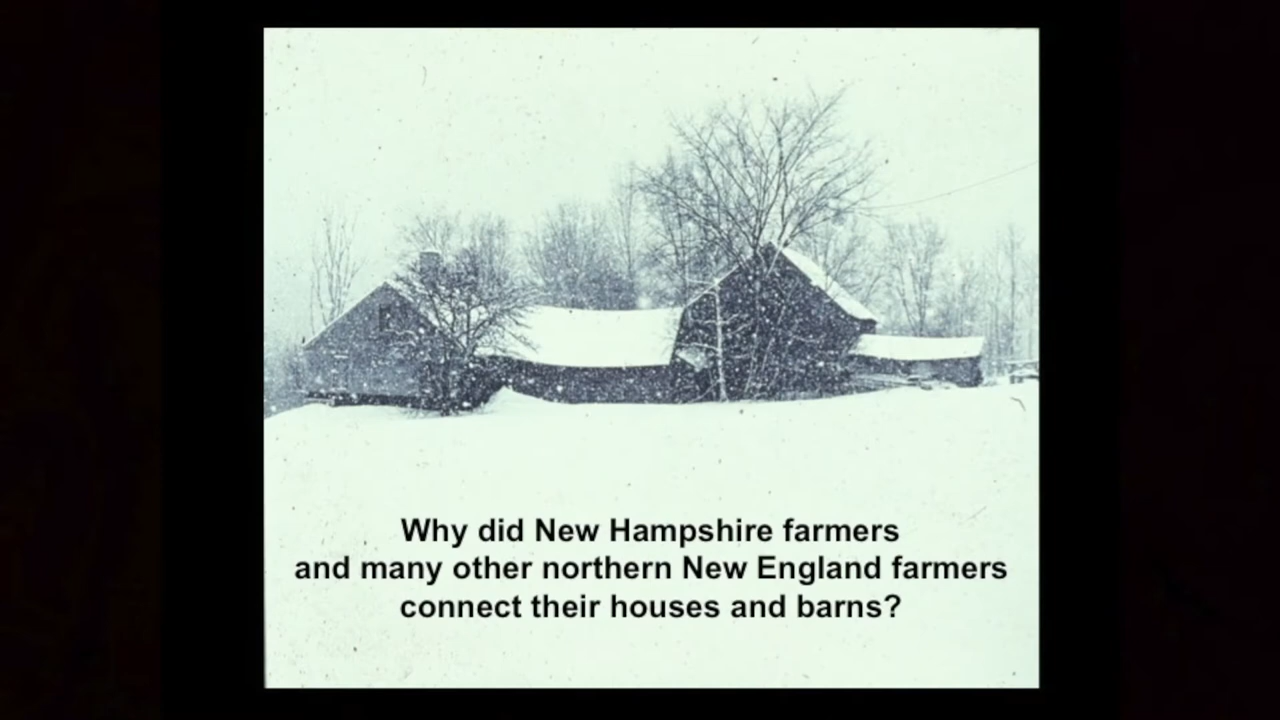 Why did New Hampshire farmers
and many other northern New England farmers
connect their houses and barns?